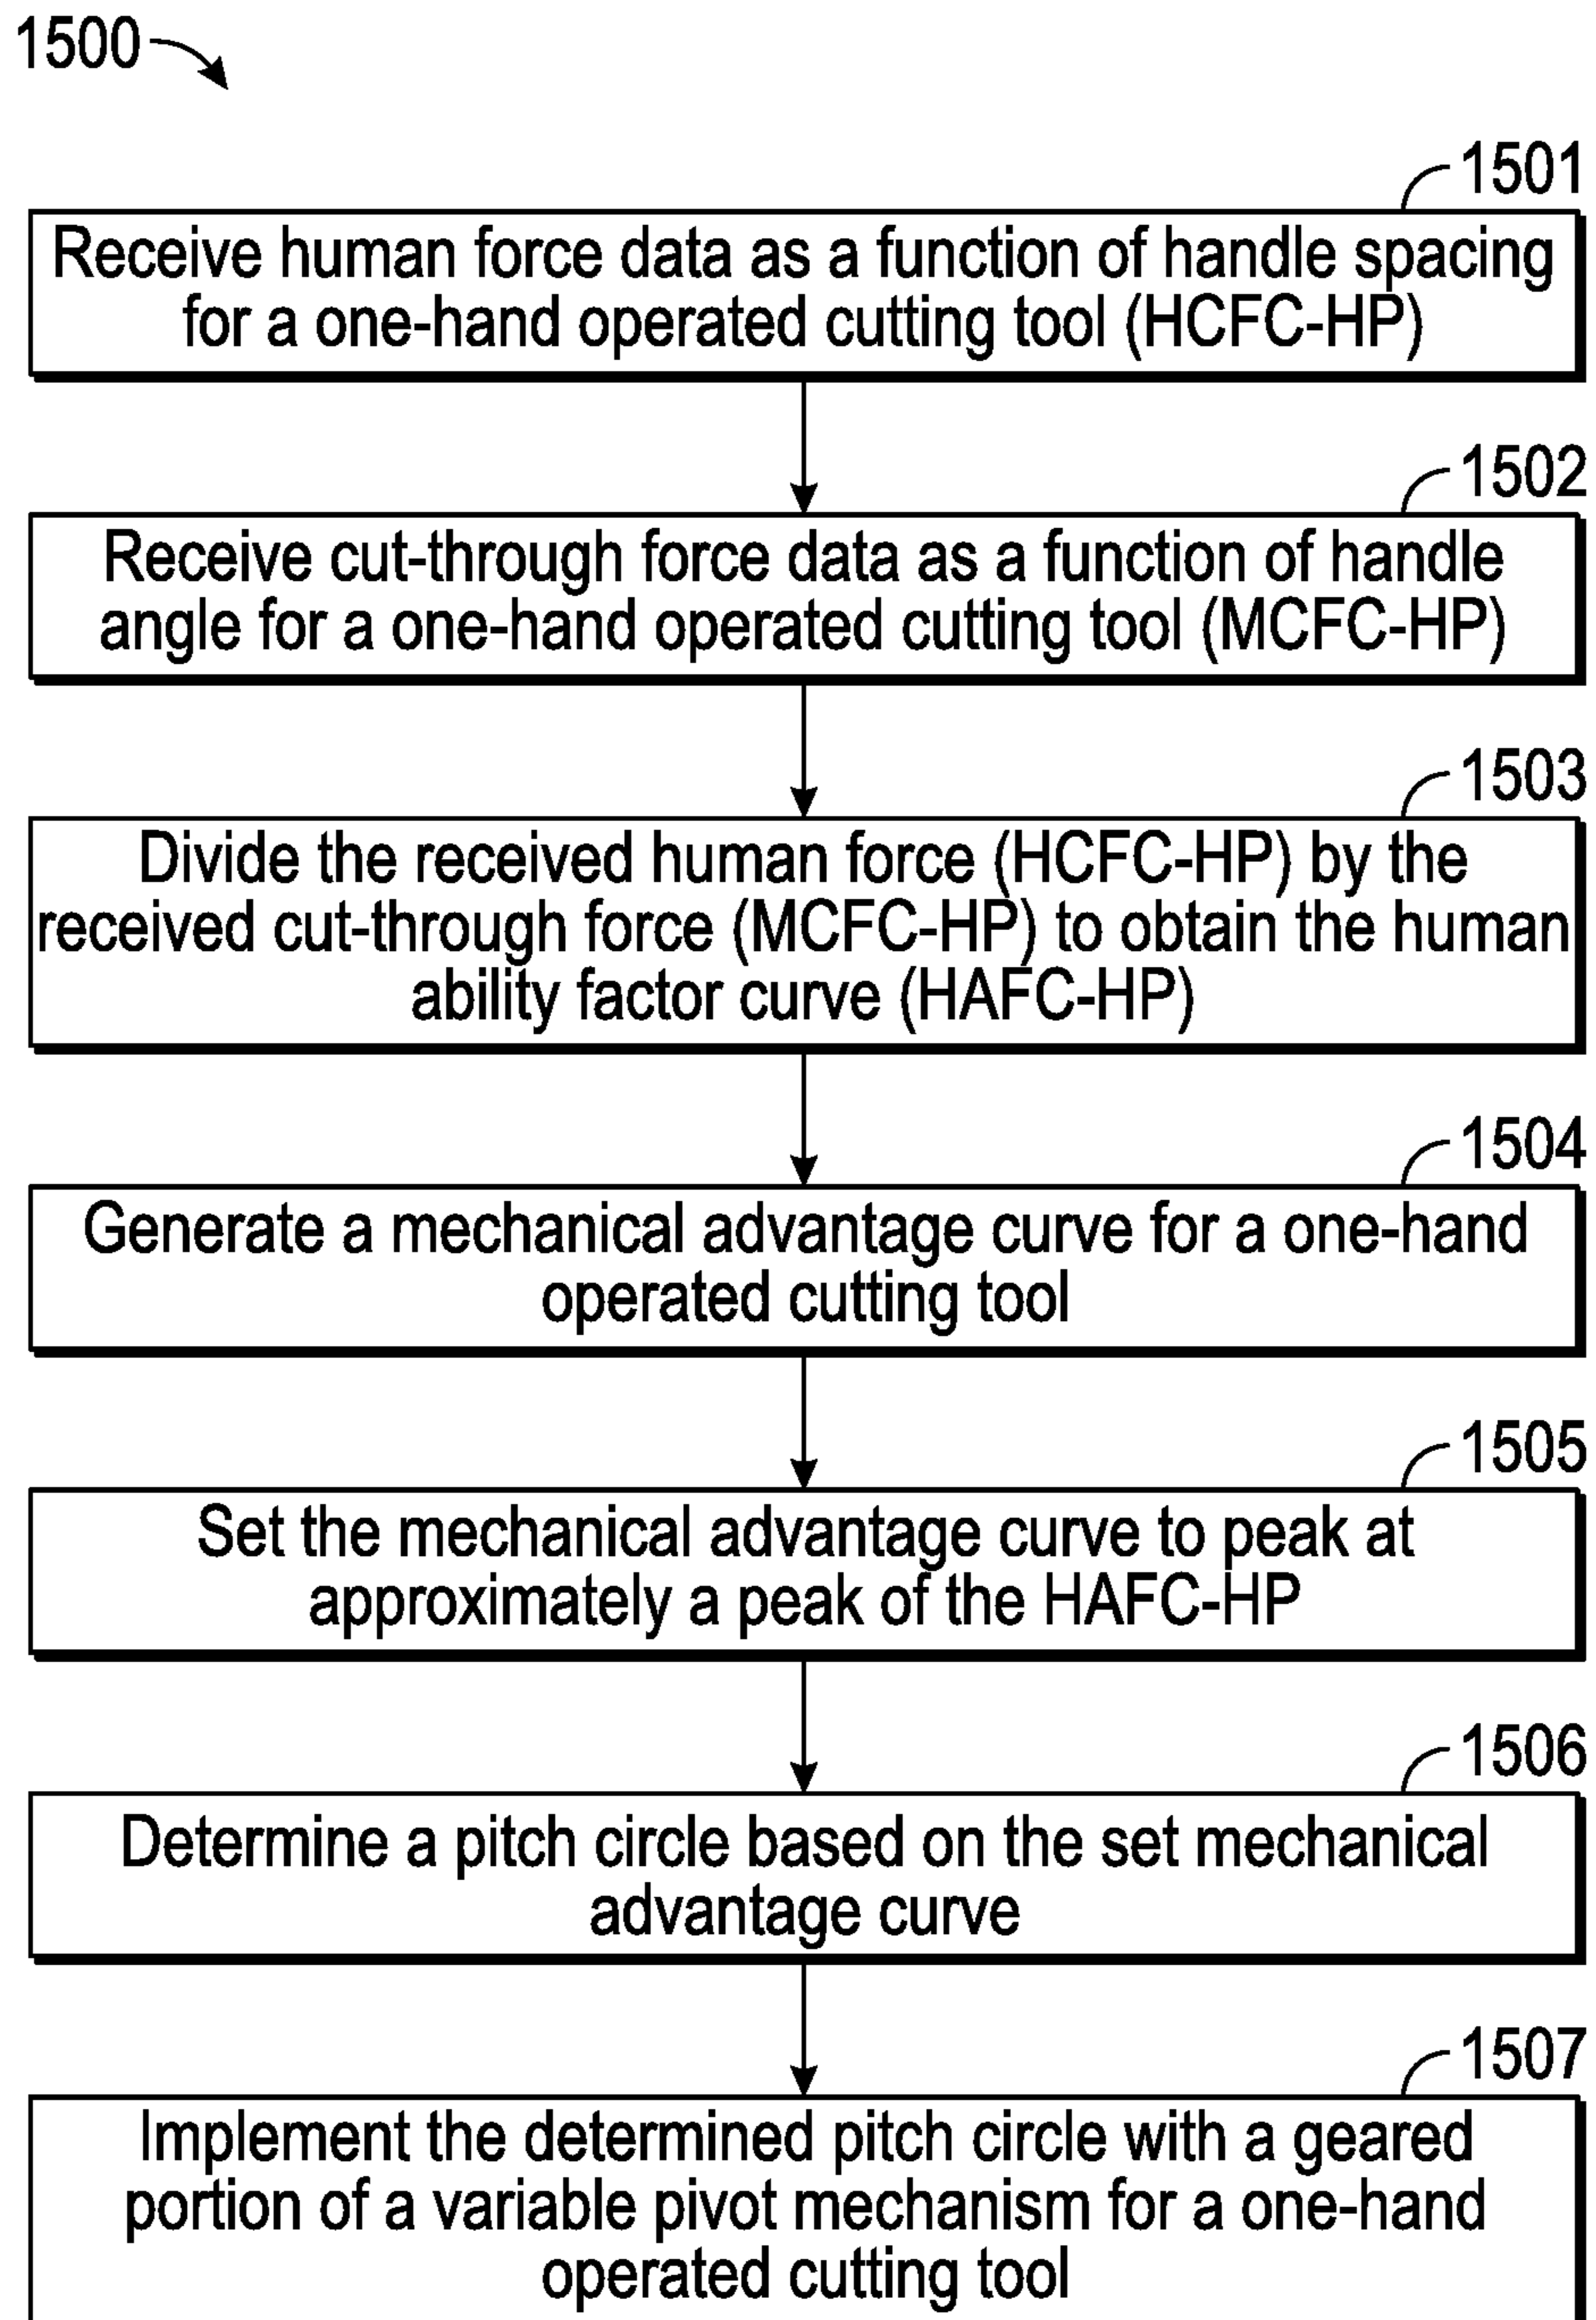 1500
1501
Receive human force data as a function of handle spacing
for a one-hand operated cutting tool (HCFC-HP)
1502
Receive cut-through force data as a function of handle
angle for a one-hand operated cutting tool (MCFC-HP)
1503
Divide the received human force (HCFC-HP) by the
received cut-through force (MCFC-HP) to obtain the human
ability factor curve (HAFC-HP)
1504
Generate a mechanical advantage curve for a one-hand
operated cutting tool
1505
Set the mechanical advantage curve to peak at
approximately a peak of the HAFC-HP
1506
Determine a pitch circle based on the set mechanical
advantage curve
1507
Implement the determined pitch circle with a geared
portion of a variable pivot mechanism for a one-hand
operated cutting tool